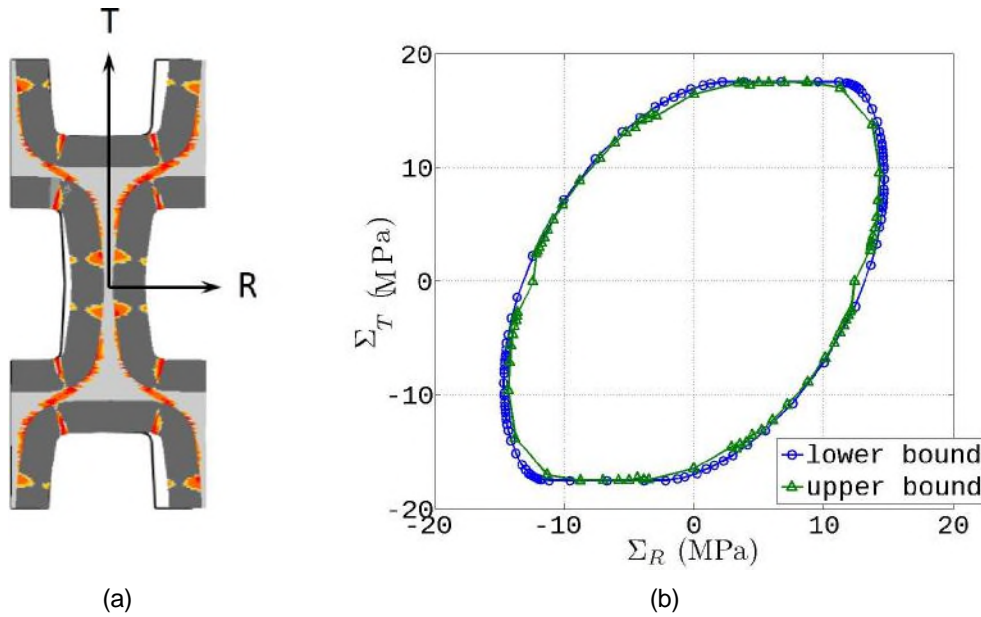 T
R
20
10
0
-10
-20
Σ_T (MPa)
-20 -10 0 10 20
Σ_R (MPa)
lower bound
upper bound
(a) (b)